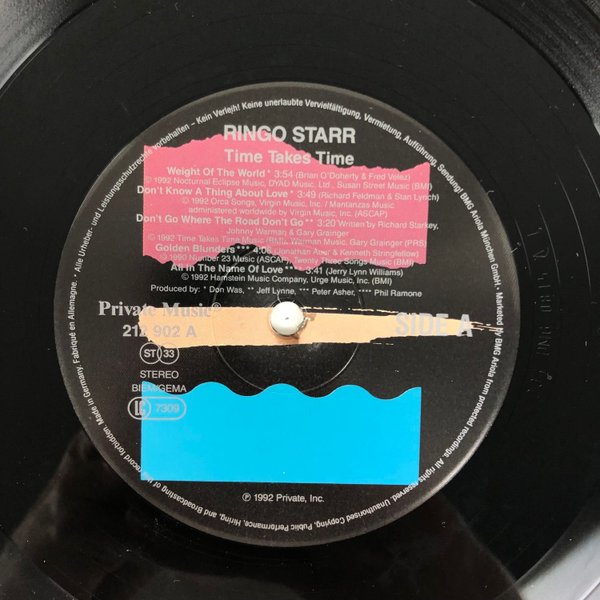 RINGO STARR
Time Takes Time
Weight Of The World * 3:54 (Brian O'Doherty & Fred Velez)
© 1992 Nocturnal Eclipse Music, DYAD Music, Ltd., Susan Street Music (BMI)
Don't Know A Thing About Love * 3:49 (Richard Feldman & Stan Lynch)
© 1992 Orca Songs, Virgin Music, Inc. / Mantanzas Music
administered worldwide by Virgin Music, Inc. (ASCAP)
Don't Go Where The Road Don't Go ** 3:20 Written by Richard Starkey,
Johnny Warman & Gary Grainger
© 1992 Time Takes Time Music (BMI), Warman Music, Gary Grainger (PRS)
Golden Blunders *** 4:08 (Jonathan Auer & Kenneth Stringfellow)
© 1990 Number 23 Music (ASCAP), Twenty Three Songs Music (BMI)
All In The Name Of Love ** 3:41 (Jerry Lynn Williams)
© 1992 Hamstein Music Company, Urge Music, Inc. (BMI)
Produced by: * Don Was, ** Jeff Lynne, *** Peter Asher, **** Phil Ramone
Private Music®
212 902 A
SIDE A
ST 33
STEREO
BIEM/GEMA
LC 7309
℗ 1992 Private, Inc.
Made in Germany. Fabriqué en Allemagne. - Alle Urheber- und Leistungsschutzrechte vorbehalten - Kein Verleih! Keine unerlaubte Vervielfältigung, Vermietung, Aufführung, Sendung! BMG Ariola München GmbH. - Marketed by BMG Ariola
from protected recordings. All rights reserved. Unauthorised Copying, Public Performance, Hiring, and Broadcasting of this record forbidden.